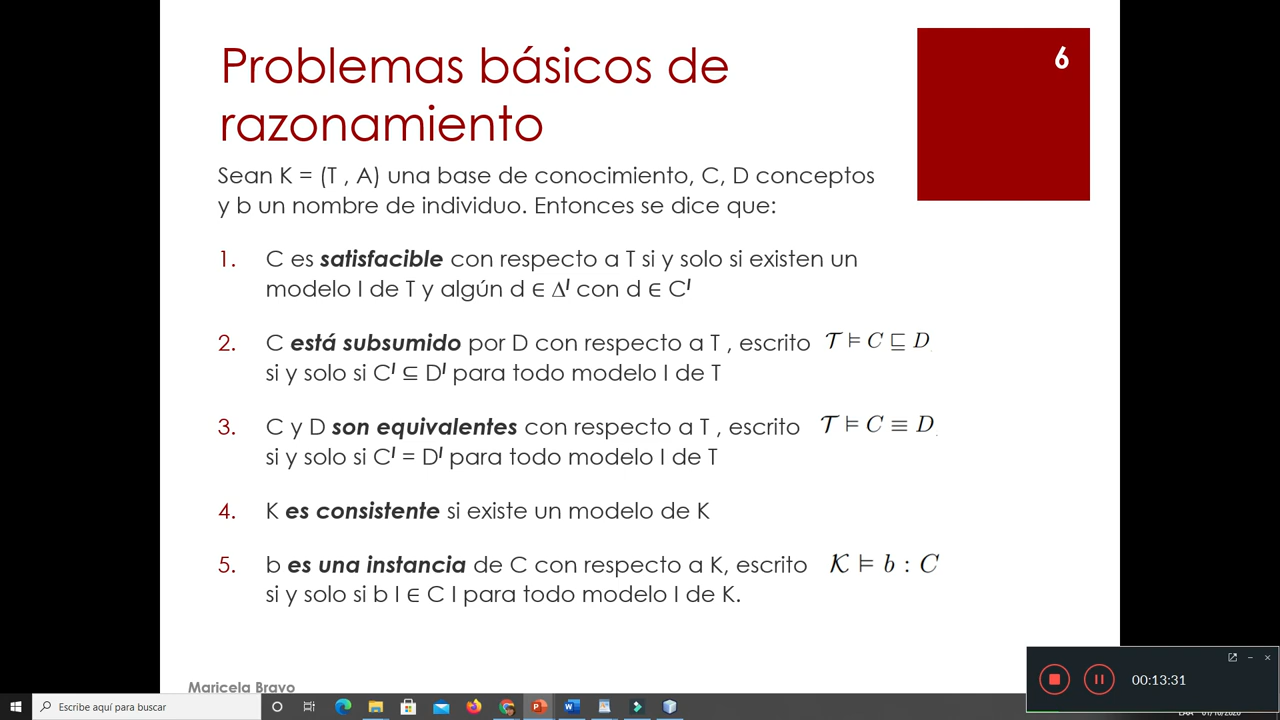 Problemas básicos de
razonamiento
6
Sean K = (T , A) una base de conocimiento, C, D conceptos
y b un nombre de individuo. Entonces se dice que:
1. C es satisfacible con respecto a T si y solo si existen un
modelo I de T y algún d ∈ Δᴵ con d ∈ Cᴵ
2. C está subsumido por D con respecto a T , escrito 𝒯 ⊨ C ⊑ D
si y solo si Cᴵ ⊆ Dᴵ para todo modelo I de T
3. C y D son equivalentes con respecto a T , escrito 𝒯 ⊨ C ≡ D
si y solo si Cᴵ = Dᴵ para todo modelo I de T
4. K es consistente si existe un modelo de K
5. b es una instancia de C con respecto a K, escrito 𝒦 ⊨ b : C
si y solo si b I ∈ C I para todo modelo I de K.
Maricela Bravo
00:13:31
Escribe aquí para buscar